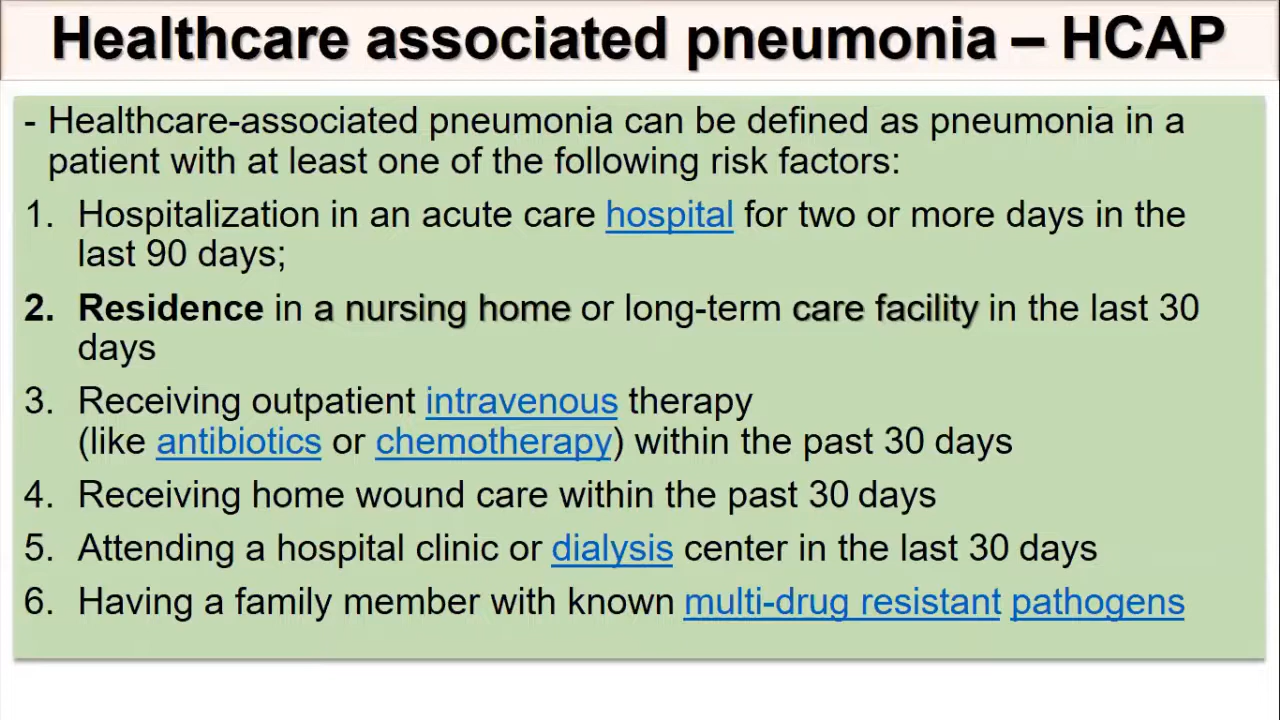 Healthcare associated pneumonia – HCAP
- Healthcare-associated pneumonia can be defined as pneumonia in a
patient with at least one of the following risk factors:
1. Hospitalization in an acute care hospital for two or more days in the
last 90 days;
2. Residence in a nursing home or long-term care facility in the last 30
days
3. Receiving outpatient intravenous therapy
(like antibiotics or chemotherapy) within the past 30 days
4. Receiving home wound care within the past 30 days
5. Attending a hospital clinic or dialysis center in the last 30 days
6. Having a family member with known multi-drug resistant pathogens